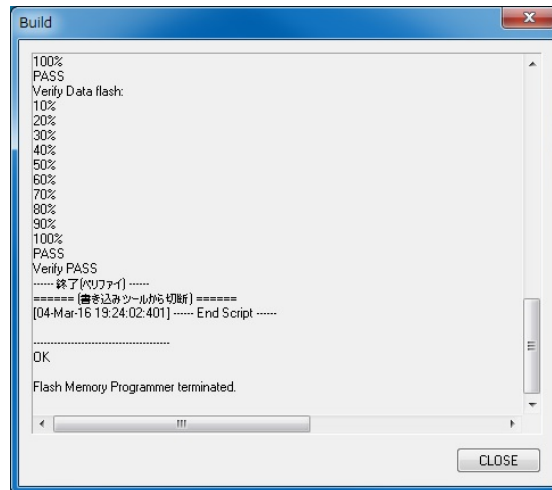 Build
100%
PASS
Verify Data flash:
10%
20%
30%
40%
50%
60%
70%
80%
90%
100%
PASS
Verify PASS
------ 終了(ベリファイ) ------
====== (書き込みツールから切断) ======
[04-Mar-16 19:24:02:401] ------ End Script ------
----------------------------------------
OK
Flash Memory Programmer terminated.
CLOSE